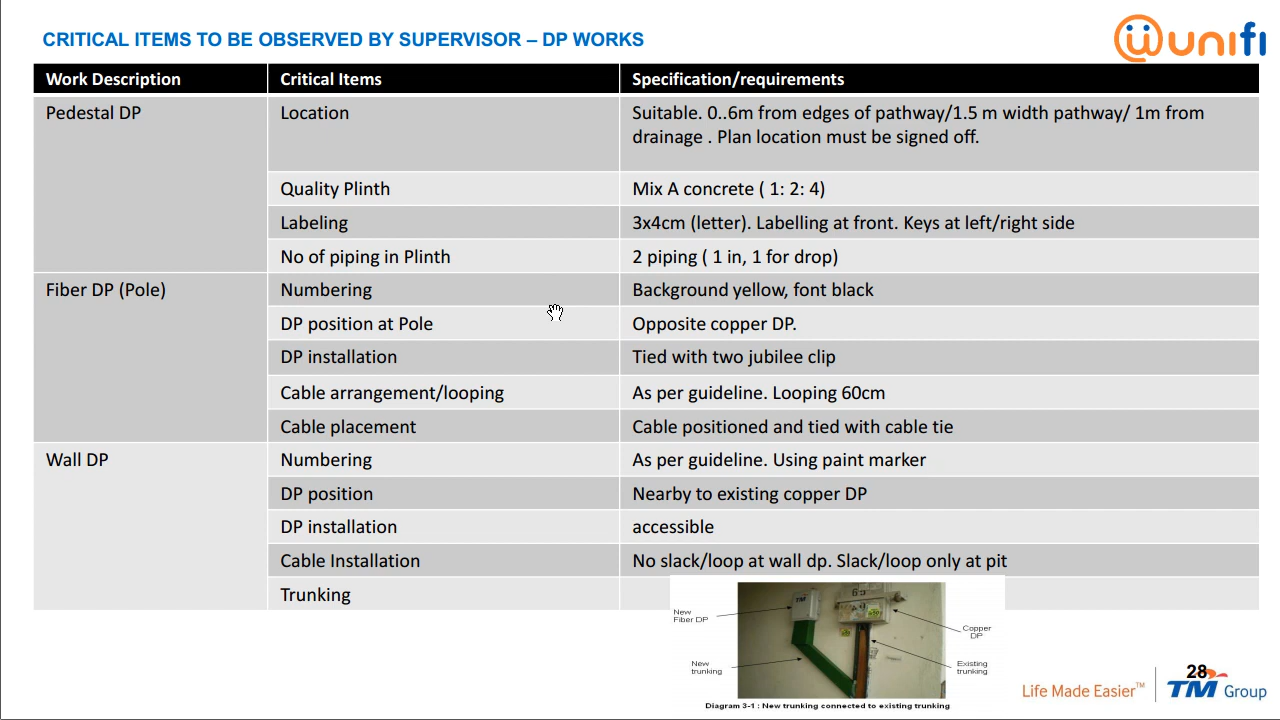 CRITICAL ITEMS TO BE OBSERVED BY SUPERVISOR – DP WORKS
unifi
Work Description Critical Items Specification/requirements
Pedestal DP Location Suitable. 0..6m from edges of pathway/1.5 m width pathway/ 1m from
drainage . Plan location must be signed off.
Quality Plinth Mix A concrete ( 1: 2: 4)
Labeling 3x4cm (letter). Labelling at front. Keys at left/right side
No of piping in Plinth 2 piping ( 1 in, 1 for drop)
Fiber DP (Pole) Numbering Background yellow, font black
DP position at Pole Opposite copper DP.
DP installation Tied with two jubilee clip
Cable arrangement/looping As per guideline. Looping 60cm
Cable placement Cable positioned and tied with cable tie
Wall DP Numbering As per guideline. Using paint marker
DP position Nearby to existing copper DP
DP installation accessible
Cable Installation No slack/loop at wall dp. Slack/loop only at pit
Trunking
New
Fiber DP
TM
Copper
DP
New
trunking
Existing
trunking
Diagram 3-1 : New trunking connected to existing trunking
Life Made Easier™
28
TM Group